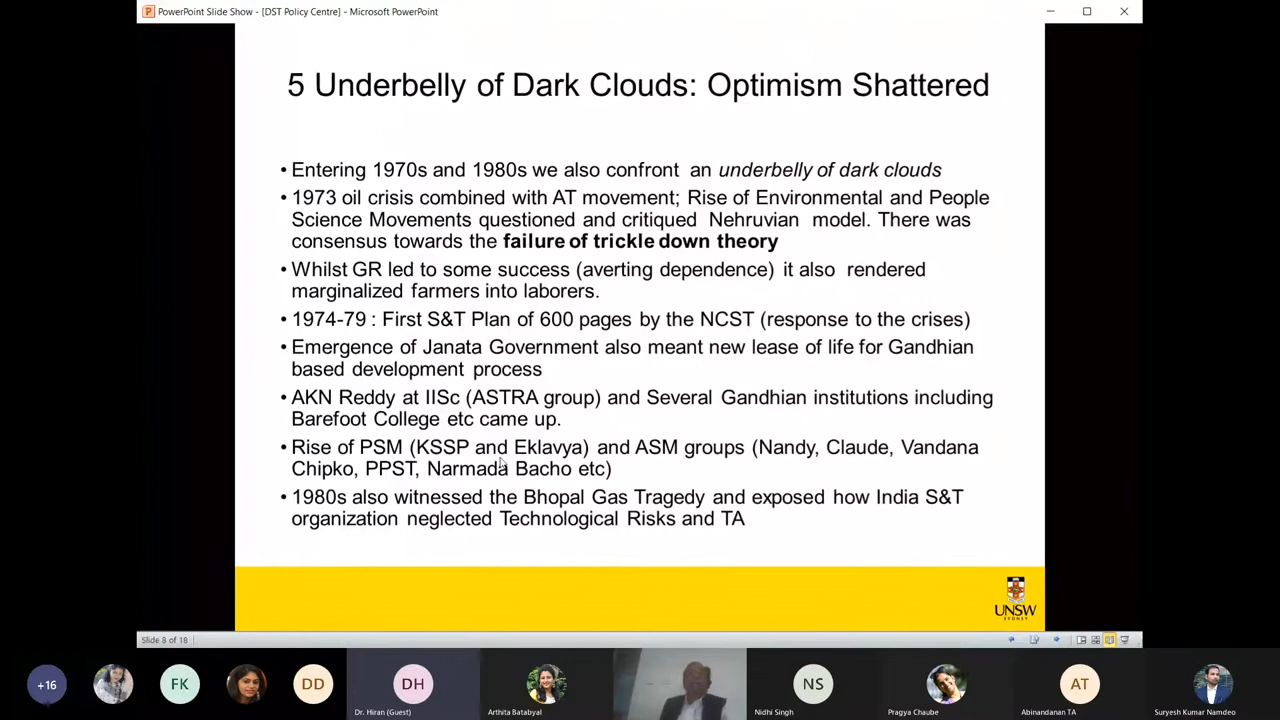 PowerPoint Slide Show - [DST Policy Centre] - Microsoft PowerPoint
5 Underbelly of Dark Clouds: Optimism Shattered
• Entering 1970s and 1980s we also confront an underbelly of dark clouds
• 1973 oil crisis combined with AT movement; Rise of Environmental and People
Science Movements questioned and critiqued Nehruvian model. There was
consensus towards the failure of trickle down theory
• Whilst GR led to some success (averting dependence) it also rendered
marginalized farmers into laborers.
• 1974-79 : First S&T Plan of 600 pages by the NCST (response to the crises)
• Emergence of Janata Government also meant new lease of life for Gandhian
based development process
• AKN Reddy at IISc (ASTRA group) and Several Gandhian institutions including
Barefoot College etc came up.
• Rise of PSM (KSSP and Eklavya) and ASM groups (Nandy, Claude, Vandana
Chipko, PPST, Narmada Bacho etc)
• 1980s also witnessed the Bhopal Gas Tragedy and exposed how India S&T
organization neglected Technological Risks and TA
UNSW
SYDNEY
Slide 8 of 18
+16
FK
DD
DH
NS
AT
Dr. Hiran (Guest)
Arthita Batabyal
Nidhi Singh
Pragya Chaube
Abinandanan TA
Suryesh Kumar Namdeo